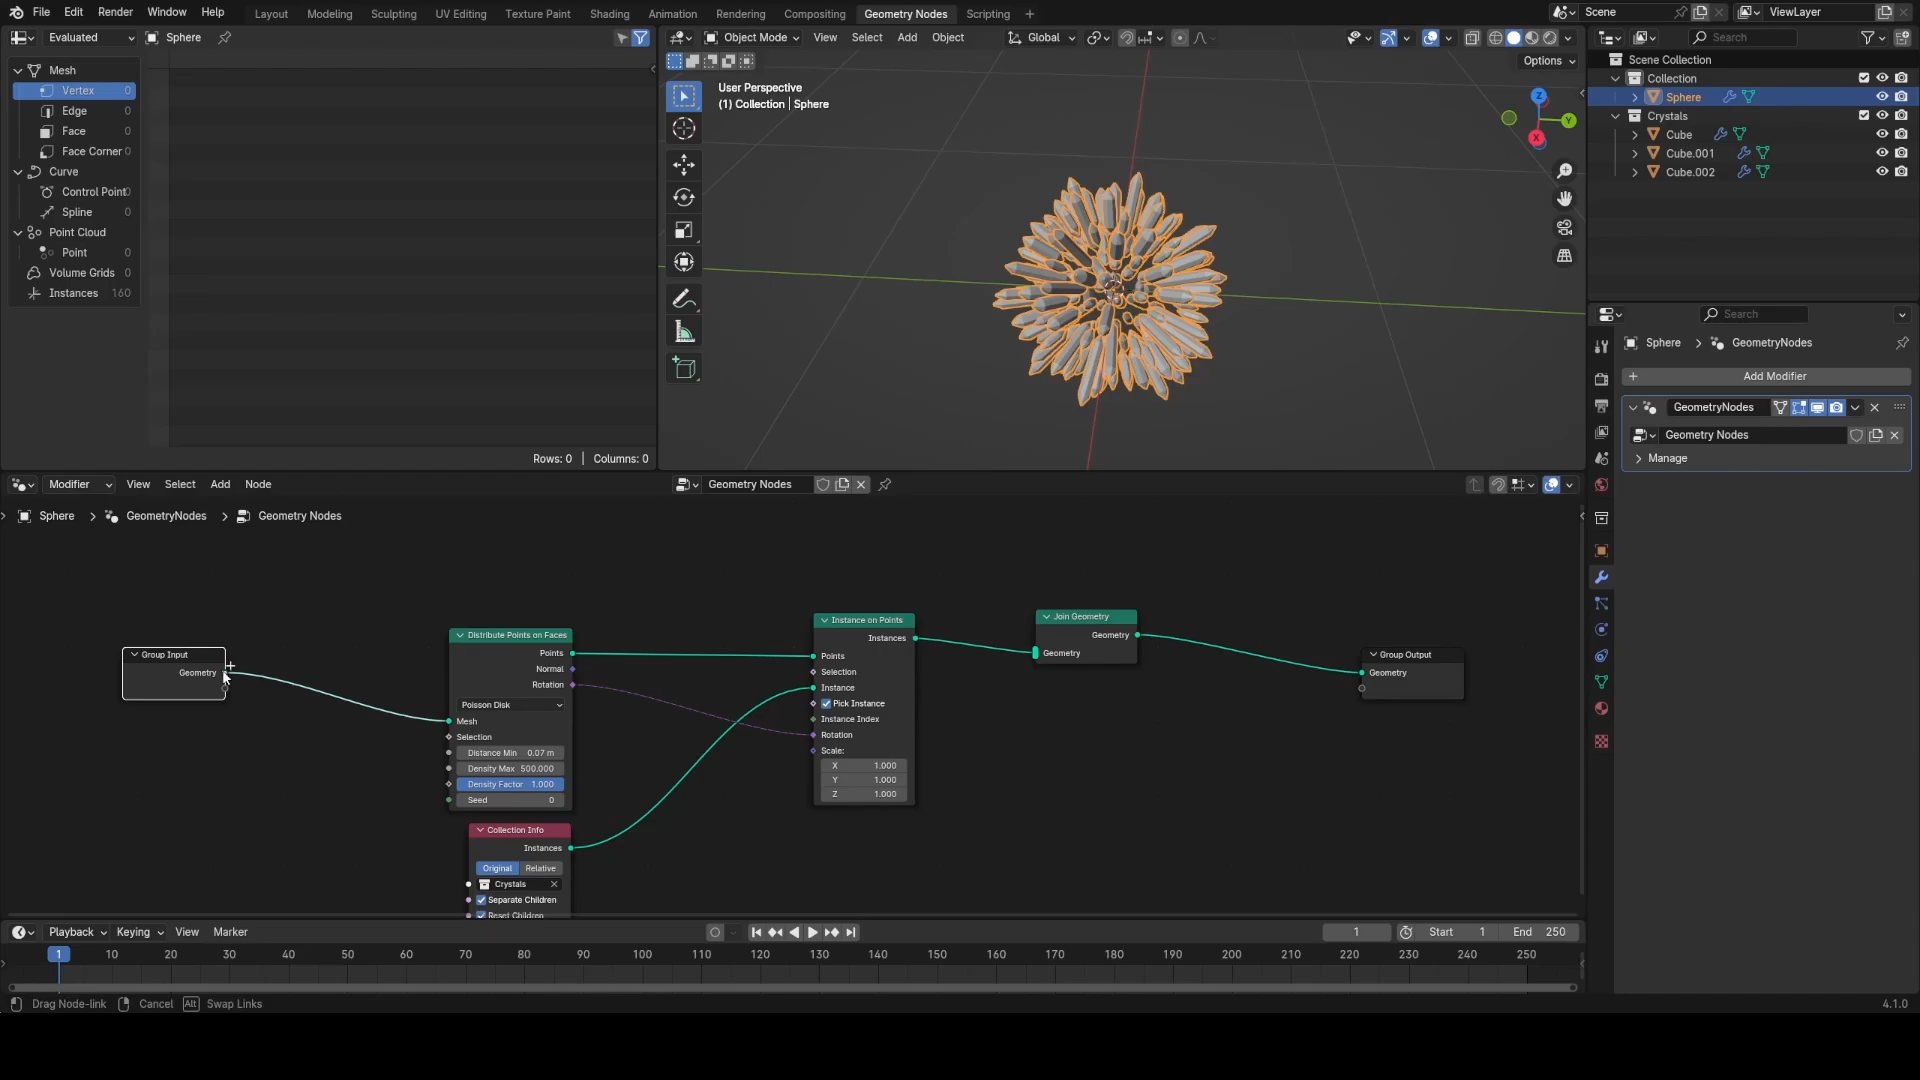 File Edit Render Window Help
Layout Modeling Sculpting UV Editing Texture Paint Shading Animation Rendering Compositing Geometry Nodes Scripting
Scene
ViewLayer
Evaluated
Sphere
Object Mode View Select Add Object
Global
Search
Options
Mesh
Vertex 0
Edge 0
Face 0
Face Corner 0
Curve
Control Point 0
Spline 0
Point Cloud
Point 0
Volume Grids 0
Instances 160
Rows: 0 | Columns: 0
User Perspective
(1) Collection | Sphere
Z
Y
X
Scene Collection
Collection
Sphere
Crystals
Cube
Cube.001
Cube.002
Search
Sphere > GeometryNodes
Add Modifier
GeometryNodes
Geometry Nodes
Manage
Modifier View Select Add Node
Geometry Nodes
Sphere > GeometryNodes > Geometry Nodes
Group Input
Geometry
Distribute Points on Faces
Points
Normal
Rotation
Poisson Disk
Mesh
Selection
Distance Min 0.07 m
Density Max 500.000
Density Factor 1.000
Seed 0
Collection Info
Instances
Original Relative
Crystals
Separate Children
Reset Children
Instance on Points
Instances
Points
Selection
Instance
Pick Instance
Instance Index
Rotation
Scale:
X 1.000
Y 1.000
Z 1.000
Join Geometry
Geometry
Geometry
Group Output
Geometry
Playback Keying View Marker
1
Start 1
End 250
1 10 20 30 40 50 60 70 80 90 100 110 120 130 140 150 160 170 180 190 200 210 220 230 240 250
Drag Node-link Cancel Alt Swap Links
4.1.0